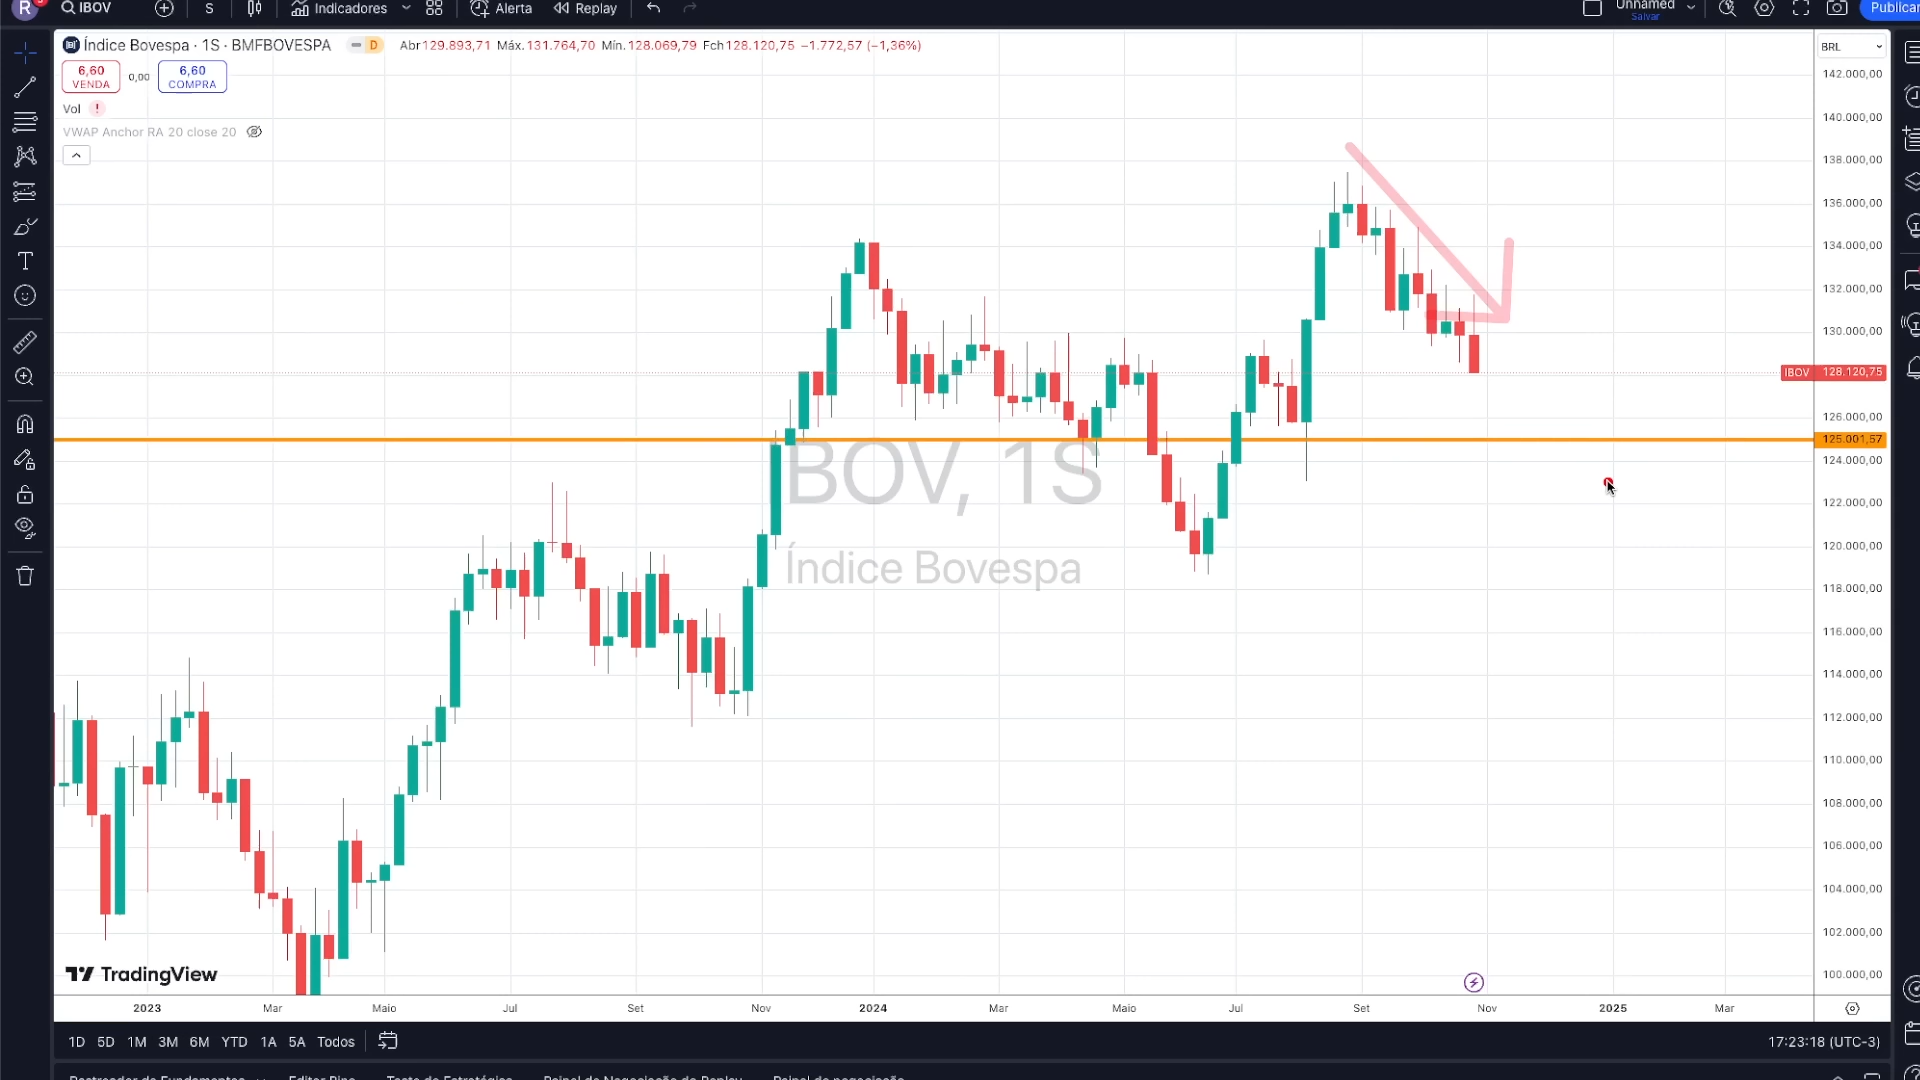 R
IBOV
S
Indicadores
Alerta
Replay
Unnamed
Salvar
Publicar
Índice Bovespa · 1S · BMFBOVESPA
D
Abr129.893,71 Máx.131.764,70 Mín.128.069,79 Fch128.120,75 −1.772,57 (−1,36%)
6,60
VENDA
0,00
6,60
COMPRA
Vol !
VWAP Anchor RA 20 close 20
BRL
142.000,00
140.000,00
138.000,00
136.000,00
134.000,00
132.000,00
130.000,00
IBOV 128.120,75
126.000,00
125.001,57
124.000,00
122.000,00
120.000,00
118.000,00
116.000,00
114.000,00
112.000,00
110.000,00
108.000,00
106.000,00
104.000,00
102.000,00
100.000,00
BOV, 1S
Índice Bovespa
TradingView
2023 Mar Maio Jul Set Nov 2024 Mar Maio Jul Set Nov 2025 Mar
1D 5D 1M 3M 6M YTD 1A 5A Todos
17:23:18 (UTC-3)